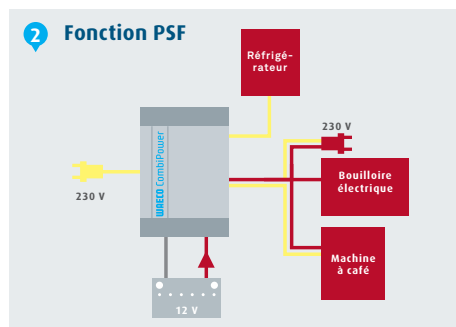 2 Fonction PSF
Réfrigé-
rateur
230 V
WAECO CombiPower
230 V
Bouilloire
électrique
Machine
à café
12 V